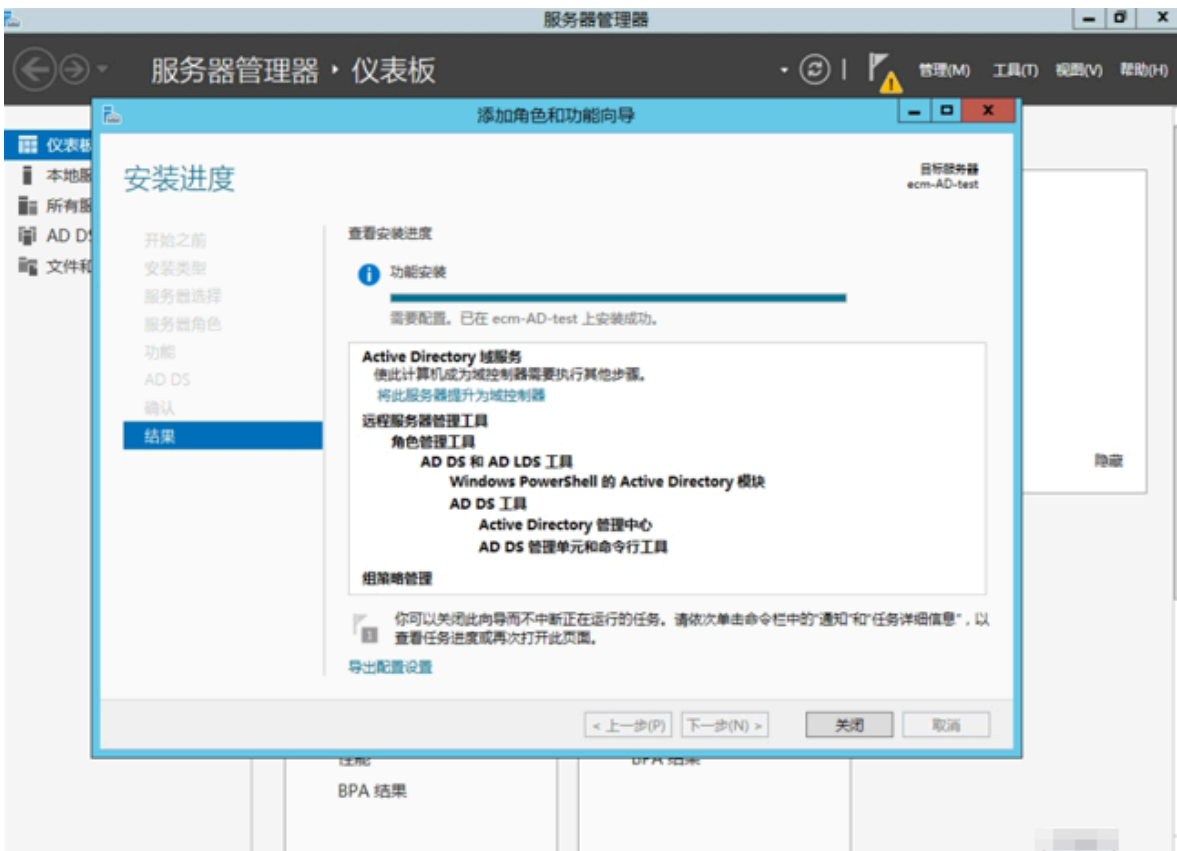 服务器管理器
服务器管理器 · 仪表板
管理(M) 工具(T) 视图(V) 帮助(H)
添加角色和功能向导
仪表板
本地服
所有服
AD DS
文件和
安装进度
目标服务器
ecm-AD-test
开始之前
安装类型
服务器选择
服务器角色
功能
AD DS
确认
结果
查看安装进度
功能安装
需要配置。已在 ecm-AD-test 上安装成功。
Active Directory 域服务
使此计算机成为域控制器需要执行其他步骤。
将此服务器提升为域控制器
远程服务器管理工具
角色管理工具
AD DS 和 AD LDS 工具
Windows PowerShell 的 Active Directory 模块
AD DS 工具
Active Directory 管理中心
AD DS 管理单元和命令行工具
组策略管理
你可以关闭此向导而不中断正在运行的任务。请依次单击命令栏中的"通知"和"任务详细信息"，以
查看任务进度或再次打开此页面。
导出配置设置
< 上一步(P) 下一步(N) > 关闭 取消
隐藏
性能
BPA 结果
BPA 结果